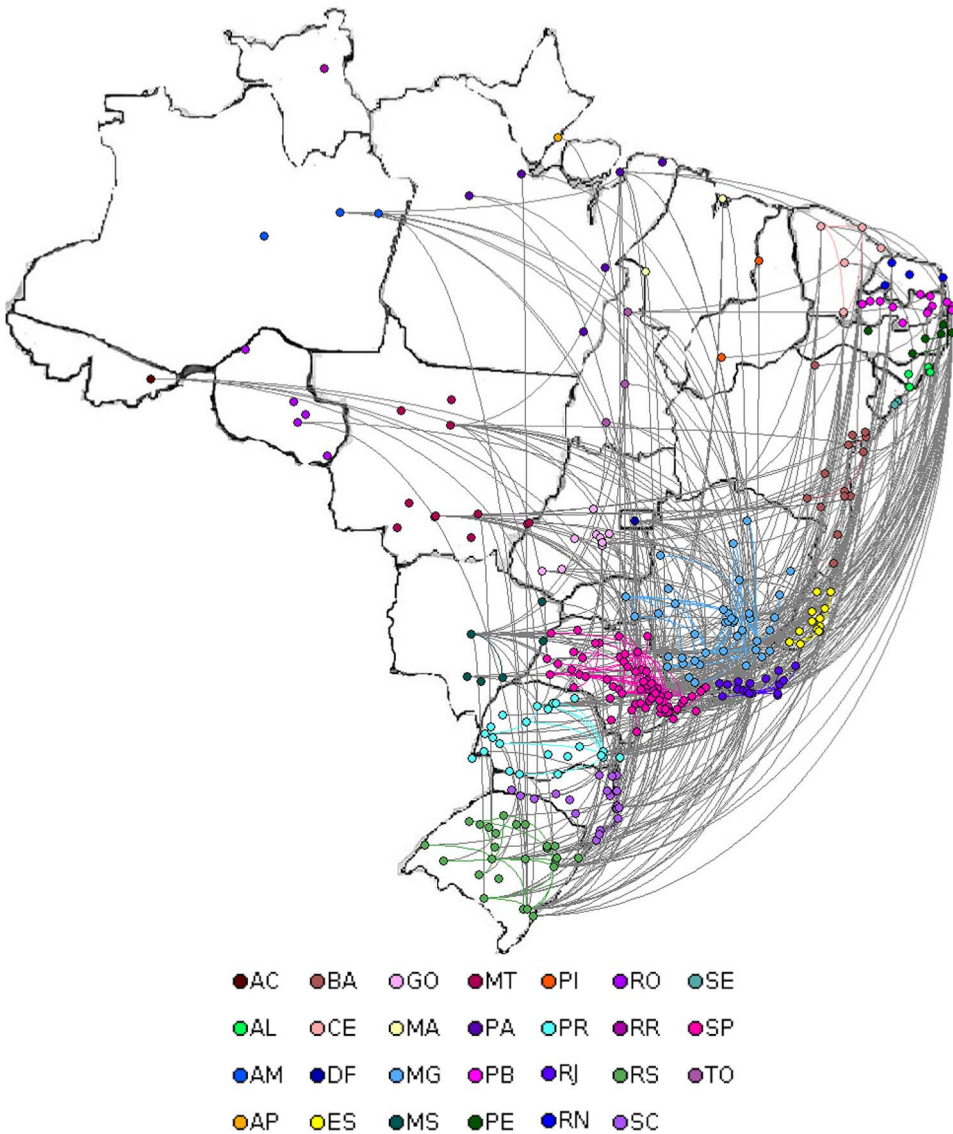 AC BA GO MT PI RO SE
AL CE MA PA PR RR SP
AM DF MG PB RJ RS TO
AP ES MS PE RN SC